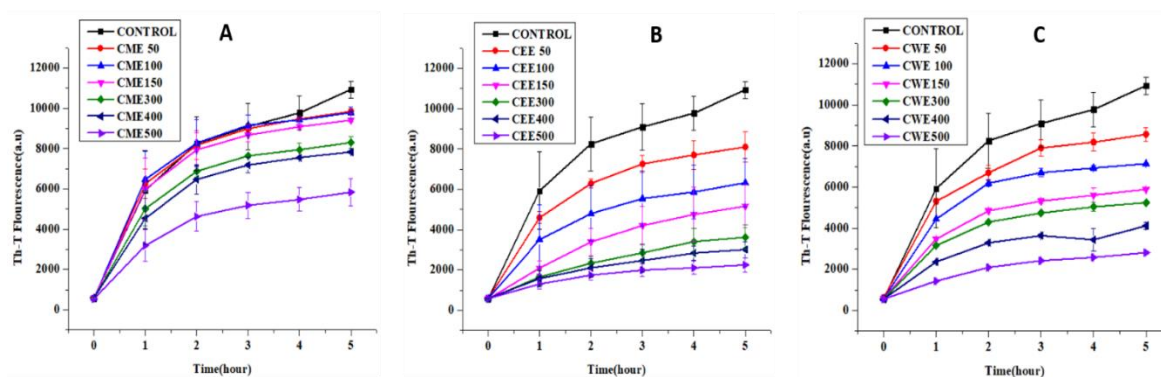 A
CONTROL
CME 50
CME100
CME150
CME300
CME400
CME500
12000
10000
8000
6000
4000
2000
0
Th-T Flourescence(a.u)
0 1 2 3 4 5
Time(hour)
B
CONTROL
CEE 50
CEE100
CEE150
CEE300
CEE400
CEE500
12000
10000
8000
6000
4000
2000
0
Th-T Flourescence(a.u)
0 1 2 3 4 5
Time(hour)
C
CONTROL
CWE 50
CWE 100
CWE150
CWE300
CWE400
CWE500
12000
10000
8000
6000
4000
2000
0
Th-T Flourescence(a.u)
0 1 2 3 4 5
Time(hour)